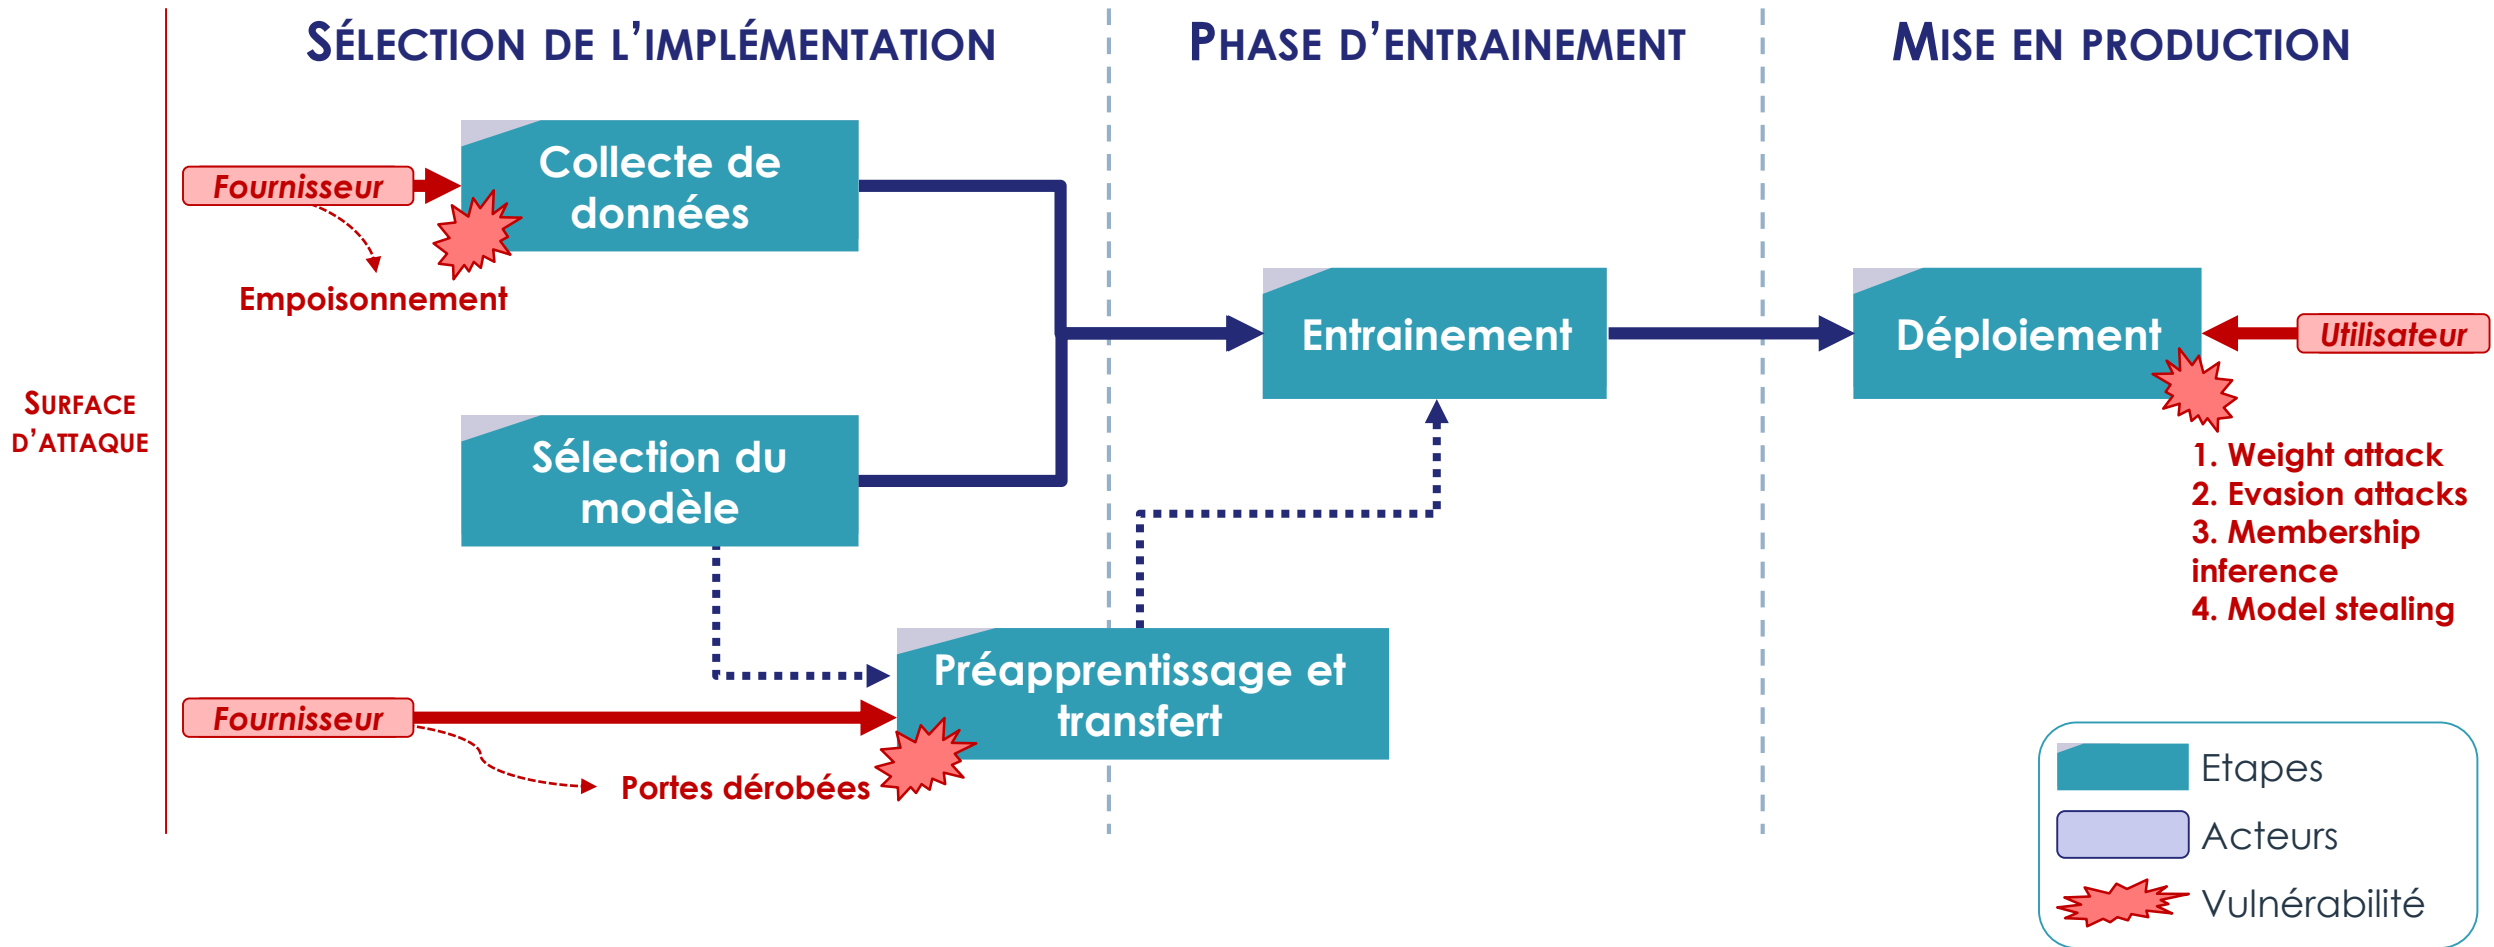 SÉLECTION DE L’IMPLÉMENTATION
PHASE D’ENTRAINEMENT
MISE EN PRODUCTION
Collecte de
données
Fournisseur
Empoisonnement
Entrainement
Déploiement
Utilisateur
SURFACE
D’ATTAQUE
Sélection du
modèle
1. Weight attack
2. Evasion attacks
3. Membership
inference
4. Model stealing
Préapprentissage et
transfert
Fournisseur
Portes dérobées
Etapes
Acteurs
Vulnérabilité